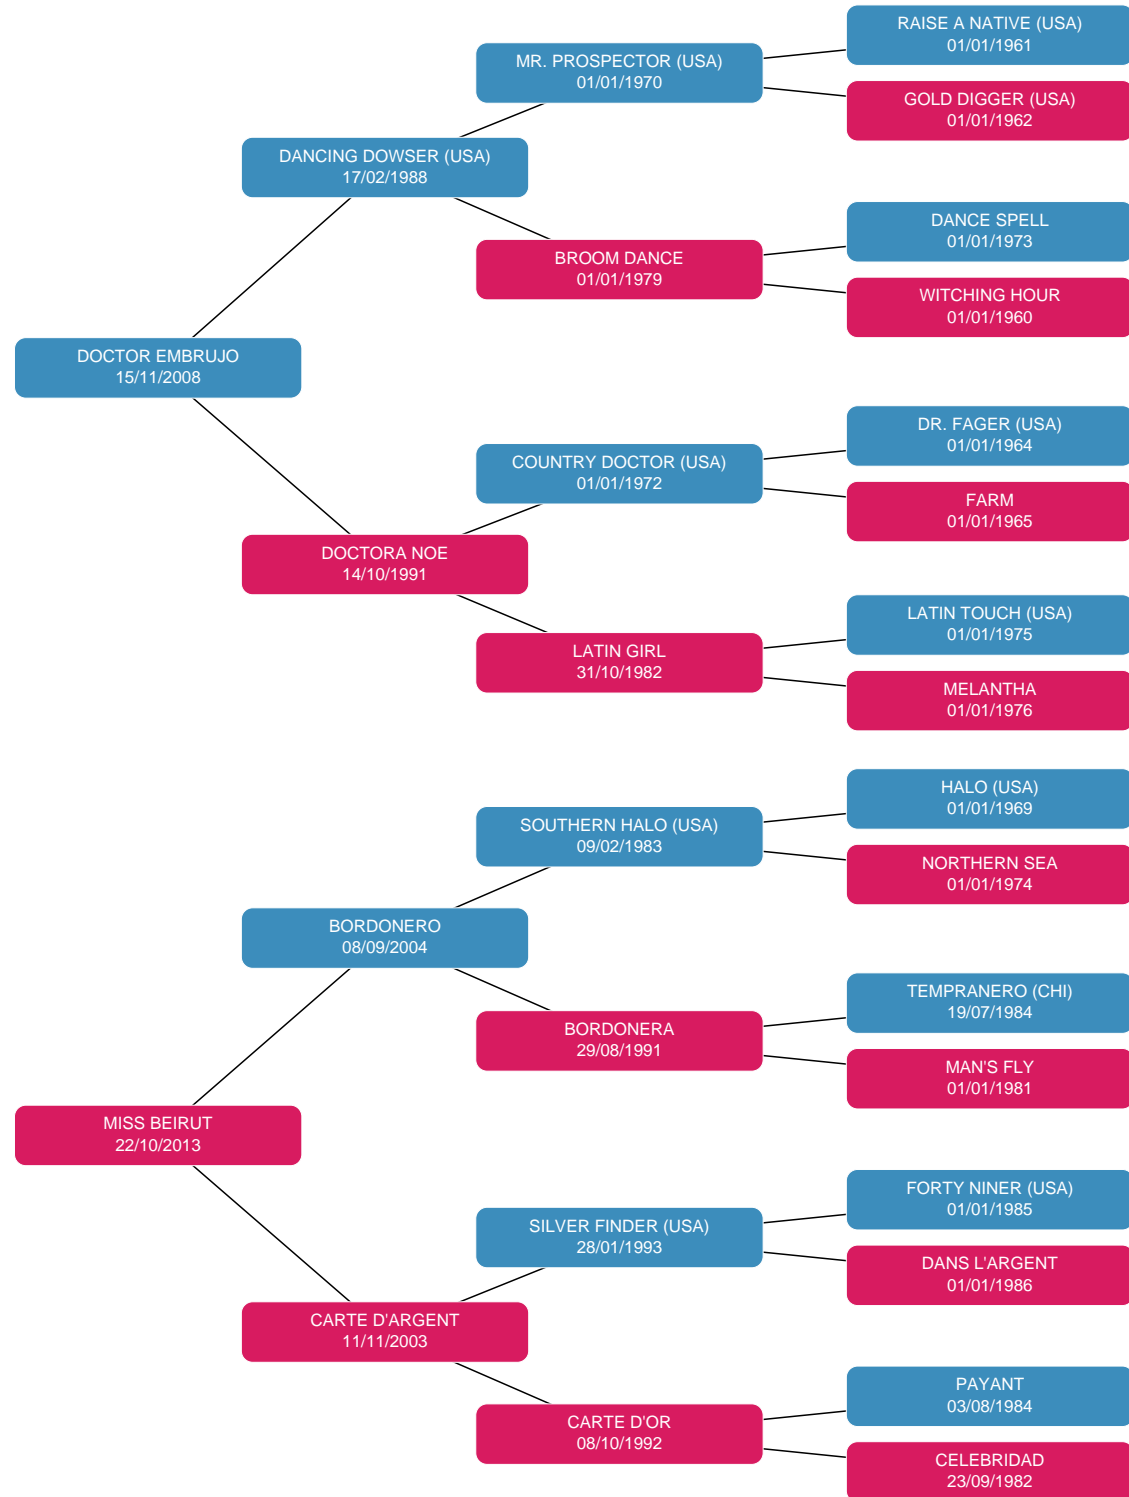 RAISE A NATIVE (USA)
01/01/1961
MR. PROSPECTOR (USA)
01/01/1970
GOLD DIGGER (USA)
01/01/1962
DANCING DOWSER (USA)
17/02/1988
DANCE SPELL
01/01/1973
BROOM DANCE
01/01/1979
WITCHING HOUR
01/01/1960
DOCTOR EMBRUJO
15/11/2008
DR. FAGER (USA)
01/01/1964
COUNTRY DOCTOR (USA)
01/01/1972
FARM
01/01/1965
DOCTORA NOE
14/10/1991
LATIN TOUCH (USA)
01/01/1975
LATIN GIRL
31/10/1982
MELANTHA
01/01/1976
HALO (USA)
01/01/1969
SOUTHERN HALO (USA)
09/02/1983
NORTHERN SEA
01/01/1974
BORDONERO
08/09/2004
TEMPRANERO (CHI)
19/07/1984
BORDONERA
29/08/1991
MAN'S FLY
01/01/1981
MISS BEIRUT
22/10/2013
FORTY NINER (USA)
01/01/1985
SILVER FINDER (USA)
28/01/1993
DANS L'ARGENT
01/01/1986
CARTE D'ARGENT
11/11/2003
PAYANT
03/08/1984
CARTE D'OR
08/10/1992
CELEBRIDAD
23/09/1982